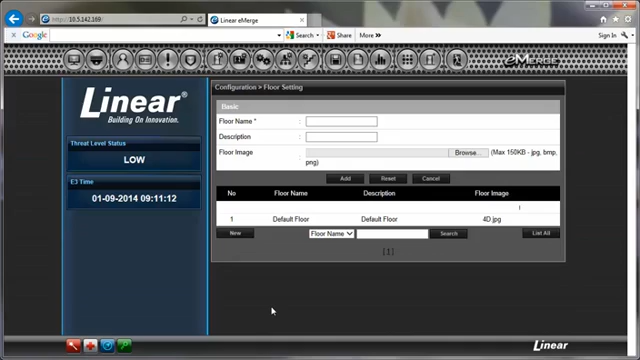 http://10.5.142.169
Linear eMerge
Google
Search
Share
More »
Sign In
eMERGE
Linear®
Building On Innovation.
Threat Level Status
LOW
E3 Time
01-09-2014 09:11:12
Configuration > Floor Setting
Basic
Floor Name * :
Description :
Floor Image :
Browse...
(Max 150KB - jpg, bmp, png)
Add
Reset
Cancel
No Floor Name Description Floor Image
1 Default Floor Default Floor 4D.jpg
New
Floor Name
Search
List All
[ 1 ]
Linear